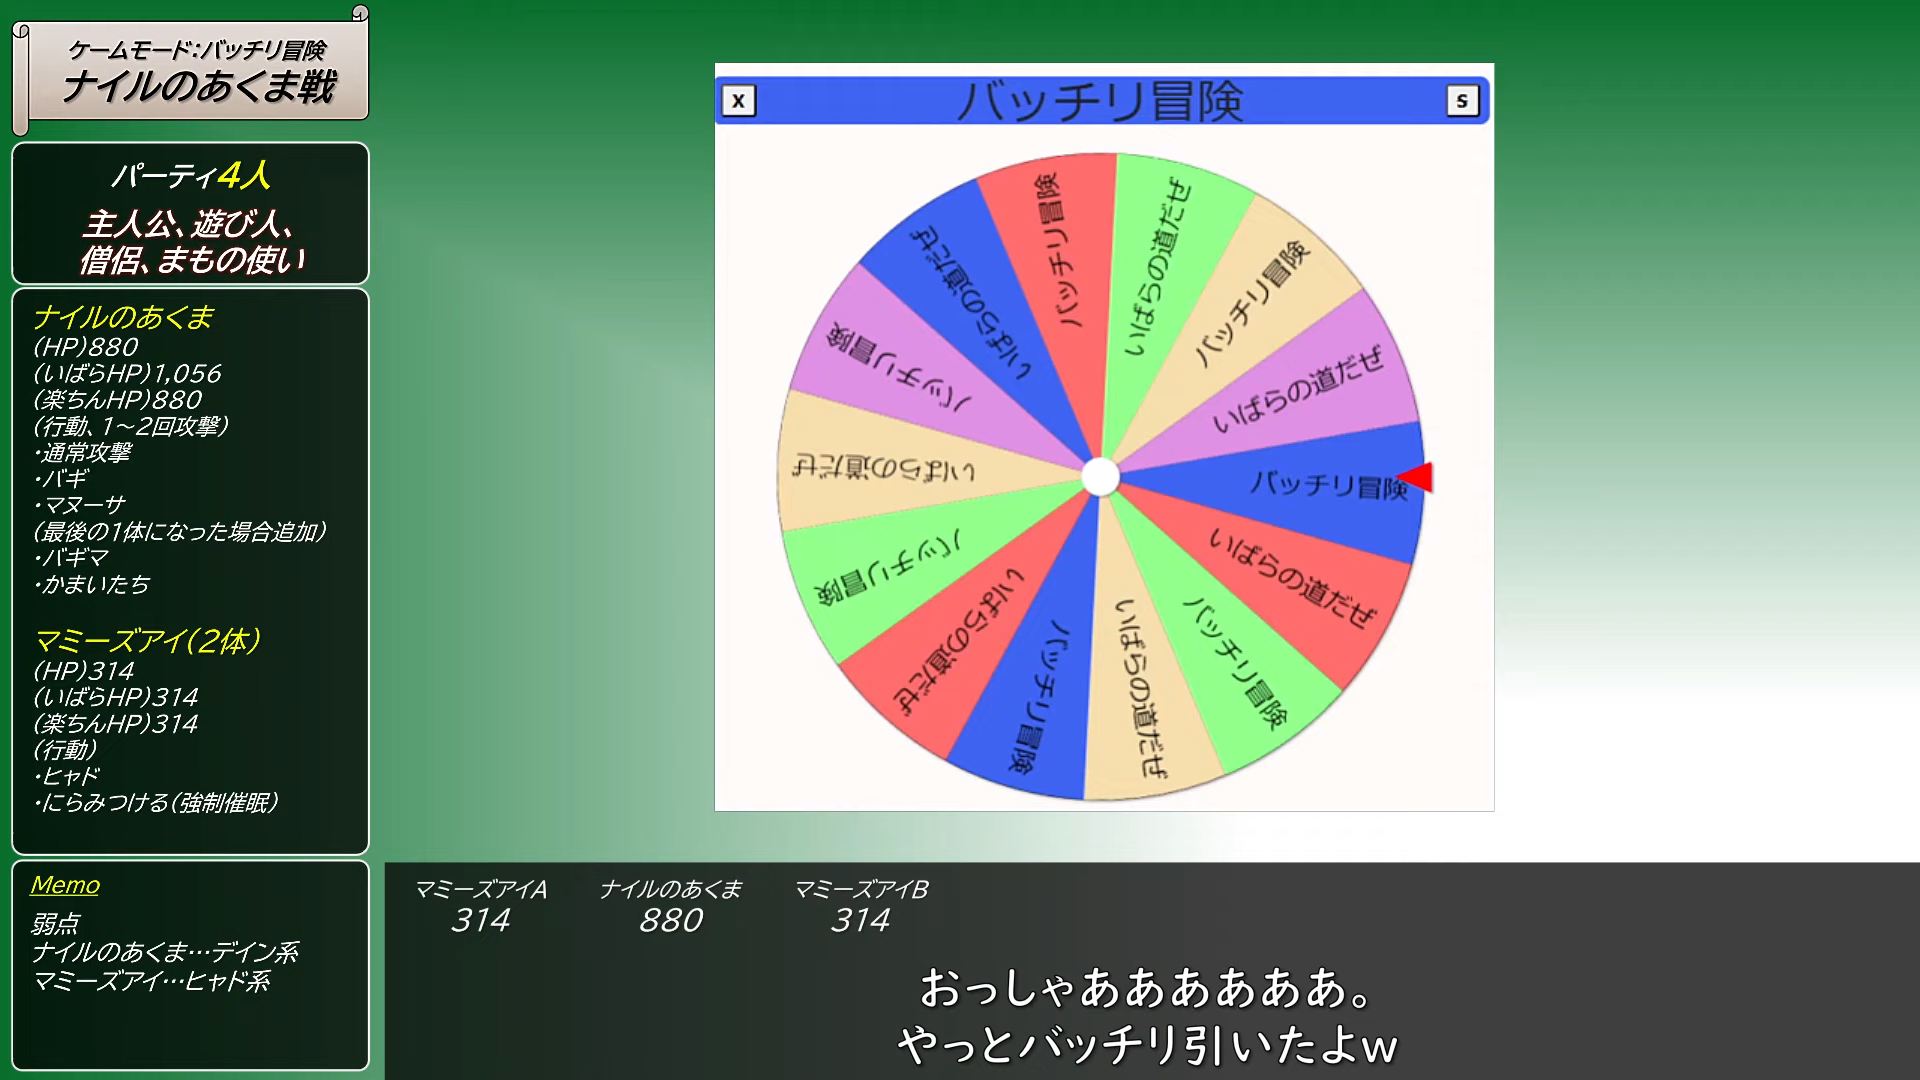 ケームモード:バッチリ冒険
ナイルのあくま戦
パーティ4人
主人公、遊び人、
僧侶、まもの使い
ナイルのあくま
(HP)880
(いばらHP)1,056
(楽ちんHP)880
(行動、1〜2回攻撃)
・通常攻撃
・バギ
・マヌーサ
(最後の1体になった場合追加)
・バギマ
・かまいたち
マミーズアイ(2体)
(HP)314
(いばらHP)314
(楽ちんHP)314
(行動)
・ヒャド
・にらみつける(強制催眠)
Memo
弱点
ナイルのあくま…デイン系
マミーズアイ…ヒャド系
X
バッチリ冒険
S
バッチリ冒険
いばらの道だぜ
バッチリ冒険
いばらの道だぜ
バッチリ冒険
いばらの道だぜ
バッチリ冒険
いばらの道だぜ
バッチリ冒険
いばらの道だぜ
バッチリ冒険
いばらの道だぜ
バッチリ冒険
いばらの道だぜ
マミーズアイA
314
ナイルのあくま
880
マミーズアイB
314
おっしゃああああああ。
やっとバッチリ引いたよw